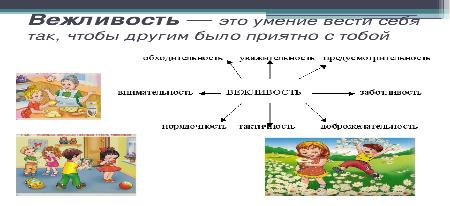 Вежливость — это умение вести себя
так, чтобы другим было приятно с тобой
обходительность уважительность предусмотрительность
внимательность ВЕЖЛИВОСТЬ заботливость
порядочность тактичность доброжелательность